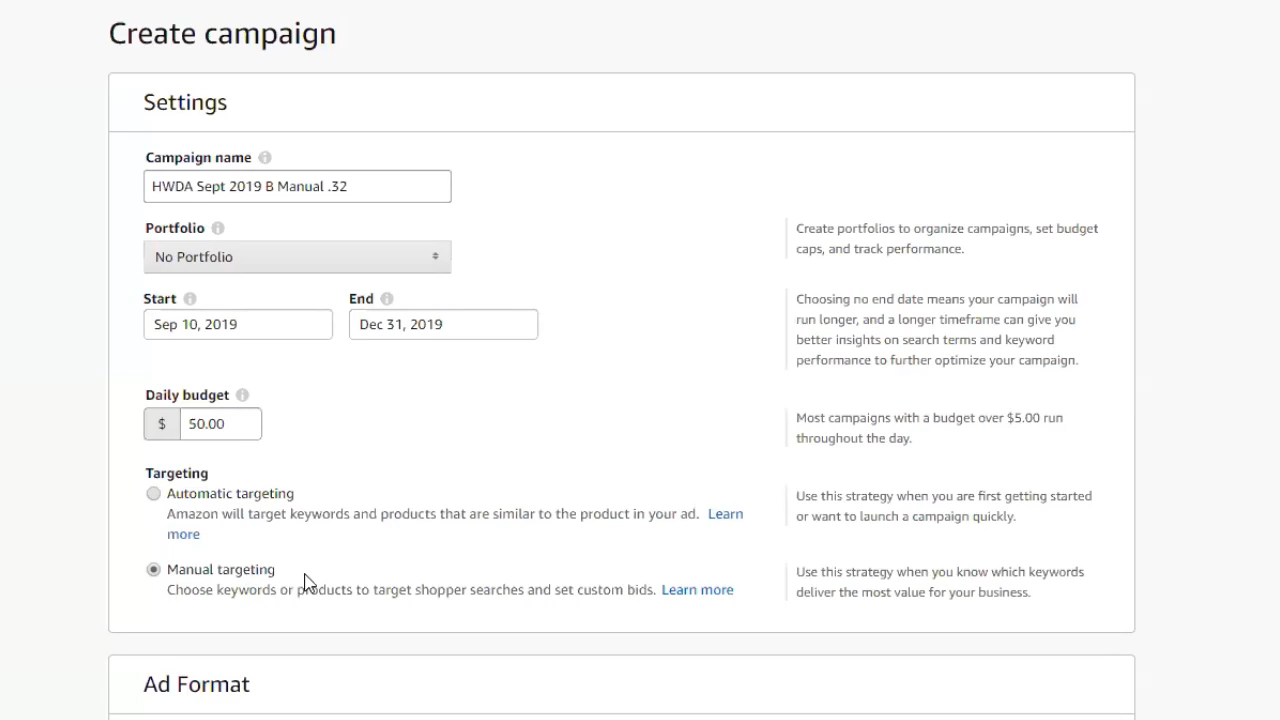 Create campaign
Settings
Campaign name
HWDA Sept 2019 B Manual .32
Portfolio
No Portfolio
Create portfolios to organize campaigns, set budget
caps, and track performance.
Start
End
Sep 10, 2019
Dec 31, 2019
Choosing no end date means your campaign will
run longer, and a longer timeframe can give you
better insights on search terms and keyword
performance to further optimize your campaign.
Daily budget
$ 50.00
Most campaigns with a budget over $5.00 run
throughout the day.
Targeting
Automatic targeting
Amazon will target keywords and products that are similar to the product in your ad. Learn
more
Use this strategy when you are first getting started
or want to launch a campaign quickly.
Manual targeting
Choose keywords or products to target shopper searches and set custom bids. Learn more
Use this strategy when you know which keywords
deliver the most value for your business.
Ad Format